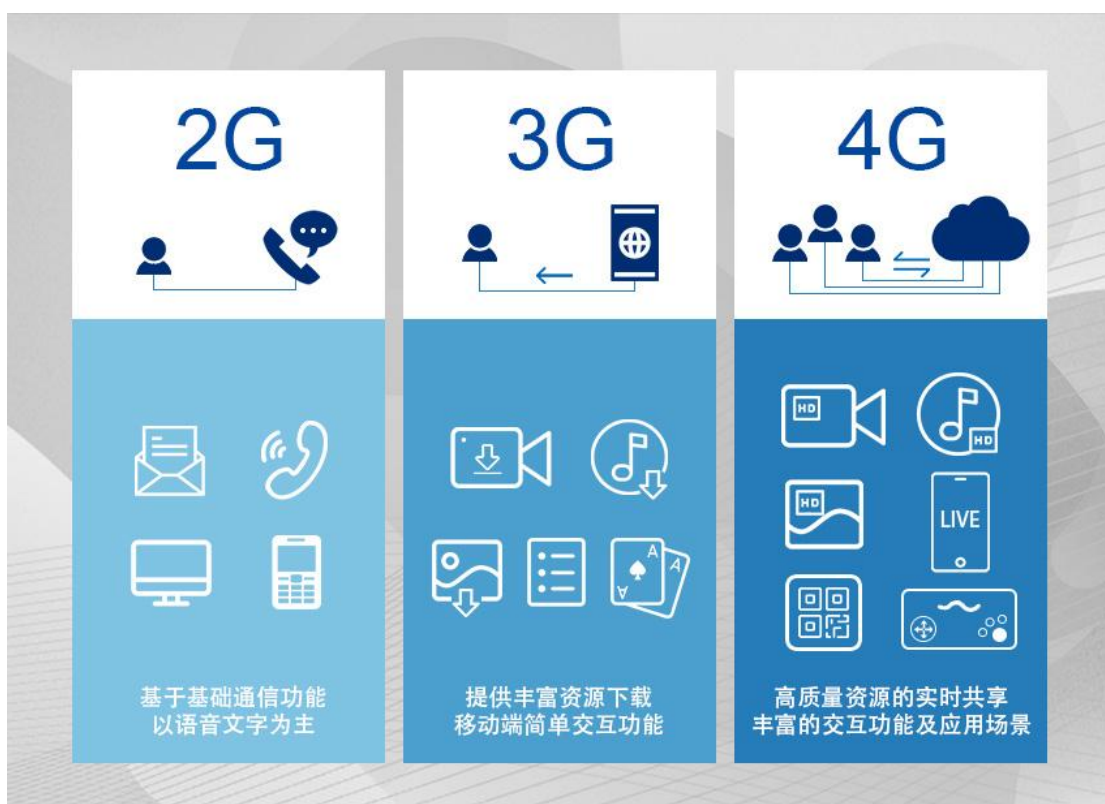 2G
3G
4G
HD
HD
HD
LIVE
A
A
A
A
基于基础通信功能
以语音文字为主
提供丰富资源下载
移动端简单交互功能
高质量资源的实时共享
丰富的交互功能及应用场景